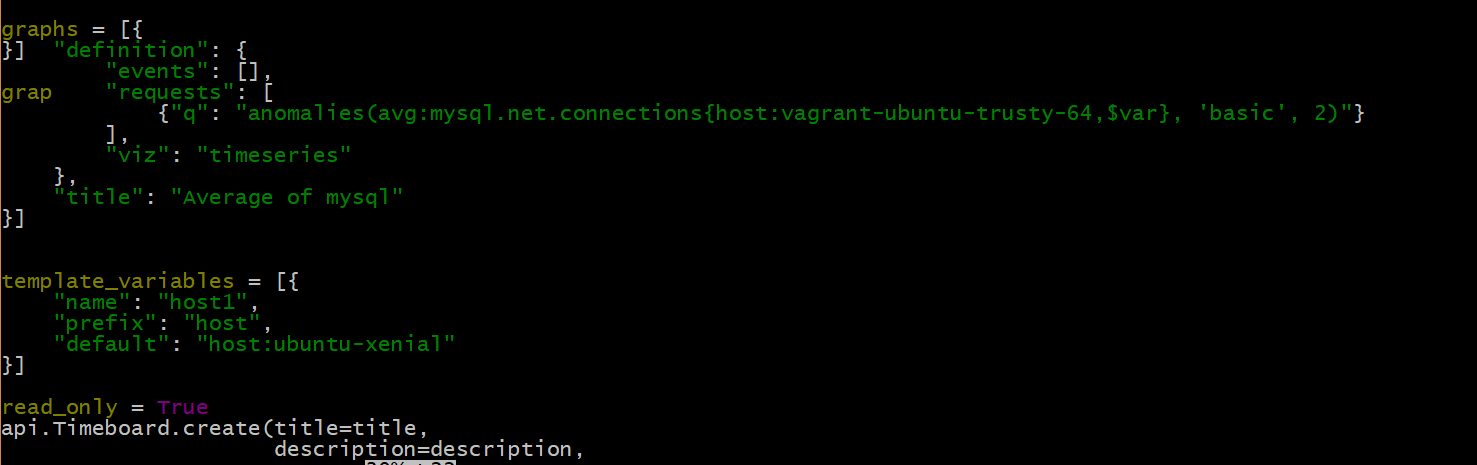 graphs = [{
}]  "definition": {
        "events": [],
grap    "requests": [
            {"q": "anomalies(avg:mysql.net.connections{host:vagrant-ubuntu-trusty-64,$var}, 'basic', 2)"}
        ],
        "viz": "timeseries"
    },
    "title": "Average of mysql"
}]
template_variables = [{
    "name": "host1",
    "prefix": "host",
    "default": "host:ubuntu-xenial"
}]
read_only = True
api.Timeboard.create(title=title,
                     description=description,